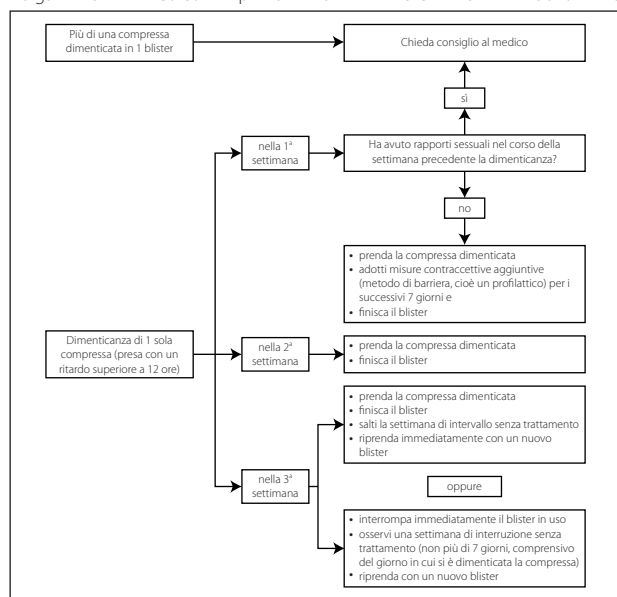 Più di una compressa
dimenticata in 1 blister
Chieda consiglio al medico
sì
nella 1ª
settimana
Ha avuto rapporti sessuali nel corso della
settimana precedente la dimenticanza?
no
• prenda la compressa dimenticata
• adotti misure contraccettive aggiuntive
(metodo di barriera, cioè un profilattico) per i
successivi 7 giorni e
• finisca il blister
Dimenticanza di 1 sola
compressa (presa con un
ritardo superiore a 12 ore)
nella 2ª
settimana
• prenda la compressa dimenticata
• finisca il blister
nella 3ª
settimana
• prenda la compressa dimenticata
• finisca il blister
• salti la settimana di intervallo senza trattamento
• riprenda immediatamente con un nuovo
blister
oppure
• interrompa immediatamente il blister in uso
• osservi una settimana di interruzione senza
trattamento (non più di 7 giorni, comprensivo
del giorno in cui si è dimenticata la compressa)
• riprenda con un nuovo blister